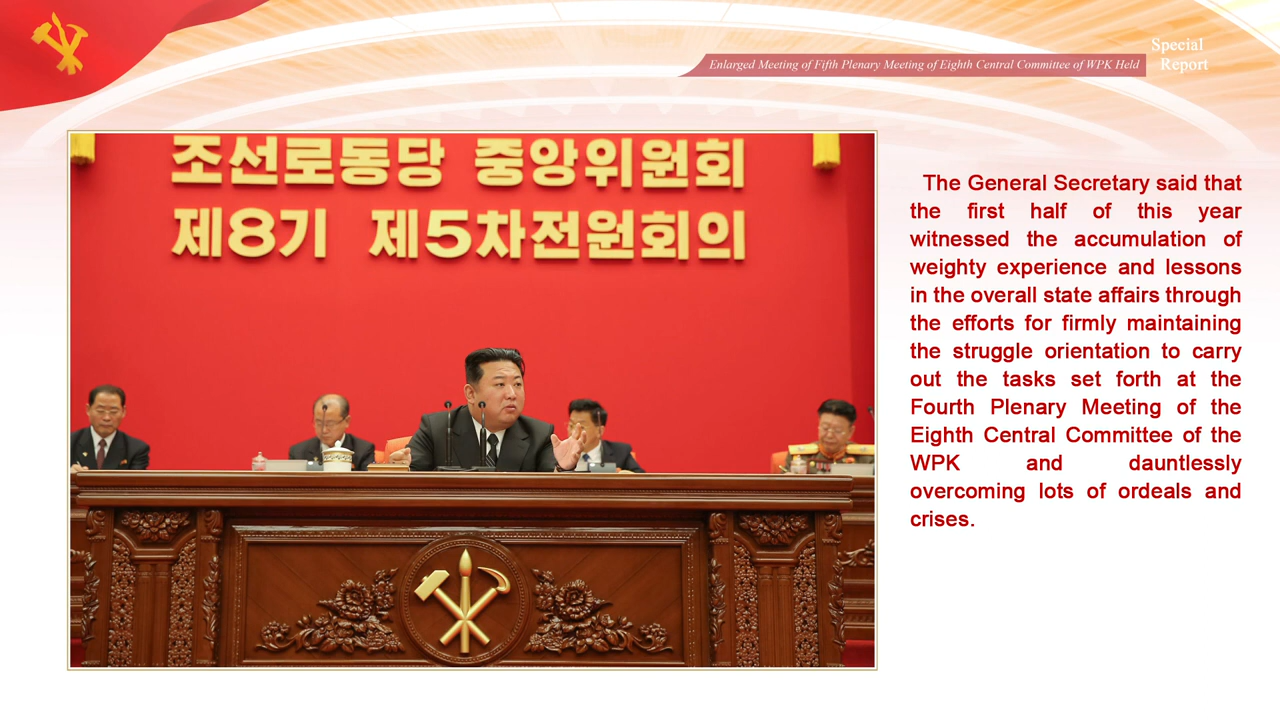 Special
Report
Enlarged Meeting of Fifth Plenary Meeting of Eighth Central Committee of WPK Held
조선로동당 중앙위원회
제8기 제5차전원회의
The General Secretary said that
the first half of this year
witnessed the accumulation of
weighty experience and lessons
in the overall state affairs through
the efforts for firmly maintaining
the struggle orientation to carry
out the tasks set forth at the
Fourth Plenary Meeting of the
Eighth Central Committee of the
WPK and dauntlessly
overcoming lots of ordeals and
crises.